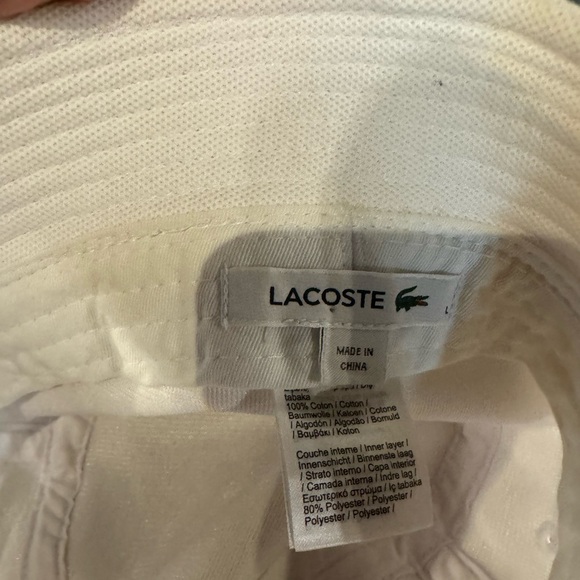 LACOSTE
L
MADE IN
CHINA
tabaka
100% Coton / Cotton /
Baumwolle / Katoen / Cotone
/ Algodón / Algodão / Bomuld
/ Βαμβάκι / Koton
Couche interne / Inner layer /
Innenschicht / Binnenste laag
/ Strato interno / Capa interior
/ Camada interna / Indre lag /
Εσωτερικό στρώμα / Iç tabaka
80% Polyester / Polyester /
Polyester / Polyester /